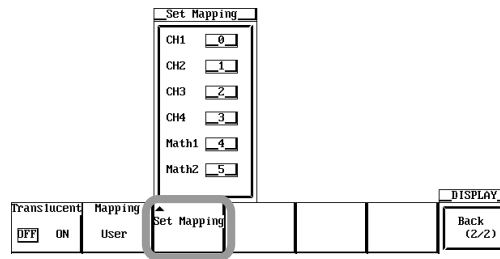 Set Mapping
CH1 0
CH2 1
CH3 2
CH4 3
Math1 4
Math2 5
DISPLAY
Translucent Mapping Set Mapping Back
OFF ON User (2/2)